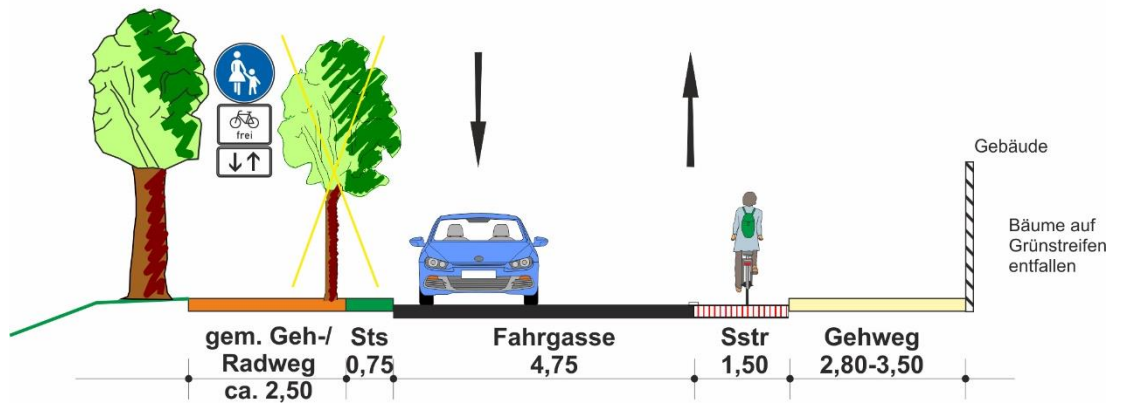 frei
Gebäude
Bäume auf
Grünstreifen
entfallen
gem. Geh-/
Radweg
ca. 2,50
Sts
0,75
Fahrgasse
4,75
Sstr
1,50
Gehweg
2,80-3,50